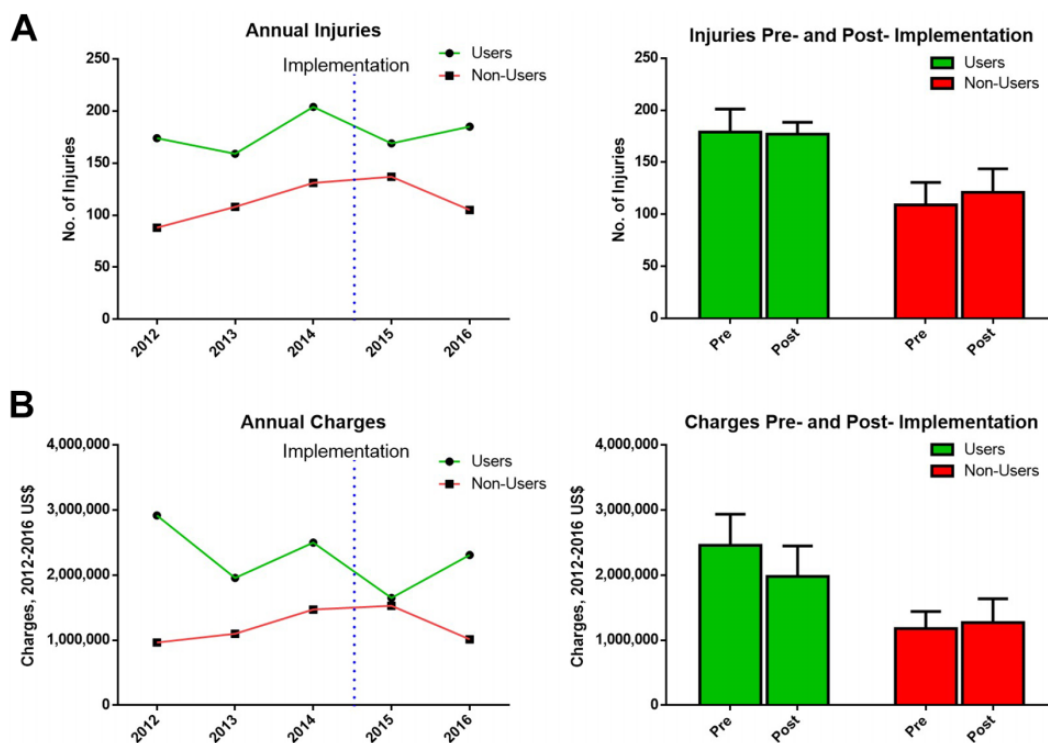 A
Annual Injuries
Users
Non-Users
Implementation
No. of Injuries
250
200
150
100
50
0
2012
2013
2014
2015
2016
Injuries Pre- and Post- Implementation
Users
Non-Users
No. of Injuries
250
200
150
100
50
0
Pre
Post
Pre
Post
B
Annual Charges
Users
Non-Users
Implementation
Charges, 2012-2016 US$
4,000,000
3,000,000
2,000,000
1,000,000
0
2012
2013
2014
2015
2016
Charges Pre- and Post- Implementation
Users
Non-Users
Charges, 2012-2016 US$
4,000,000
3,000,000
2,000,000
1,000,000
0
Pre
Post
Pre
Post